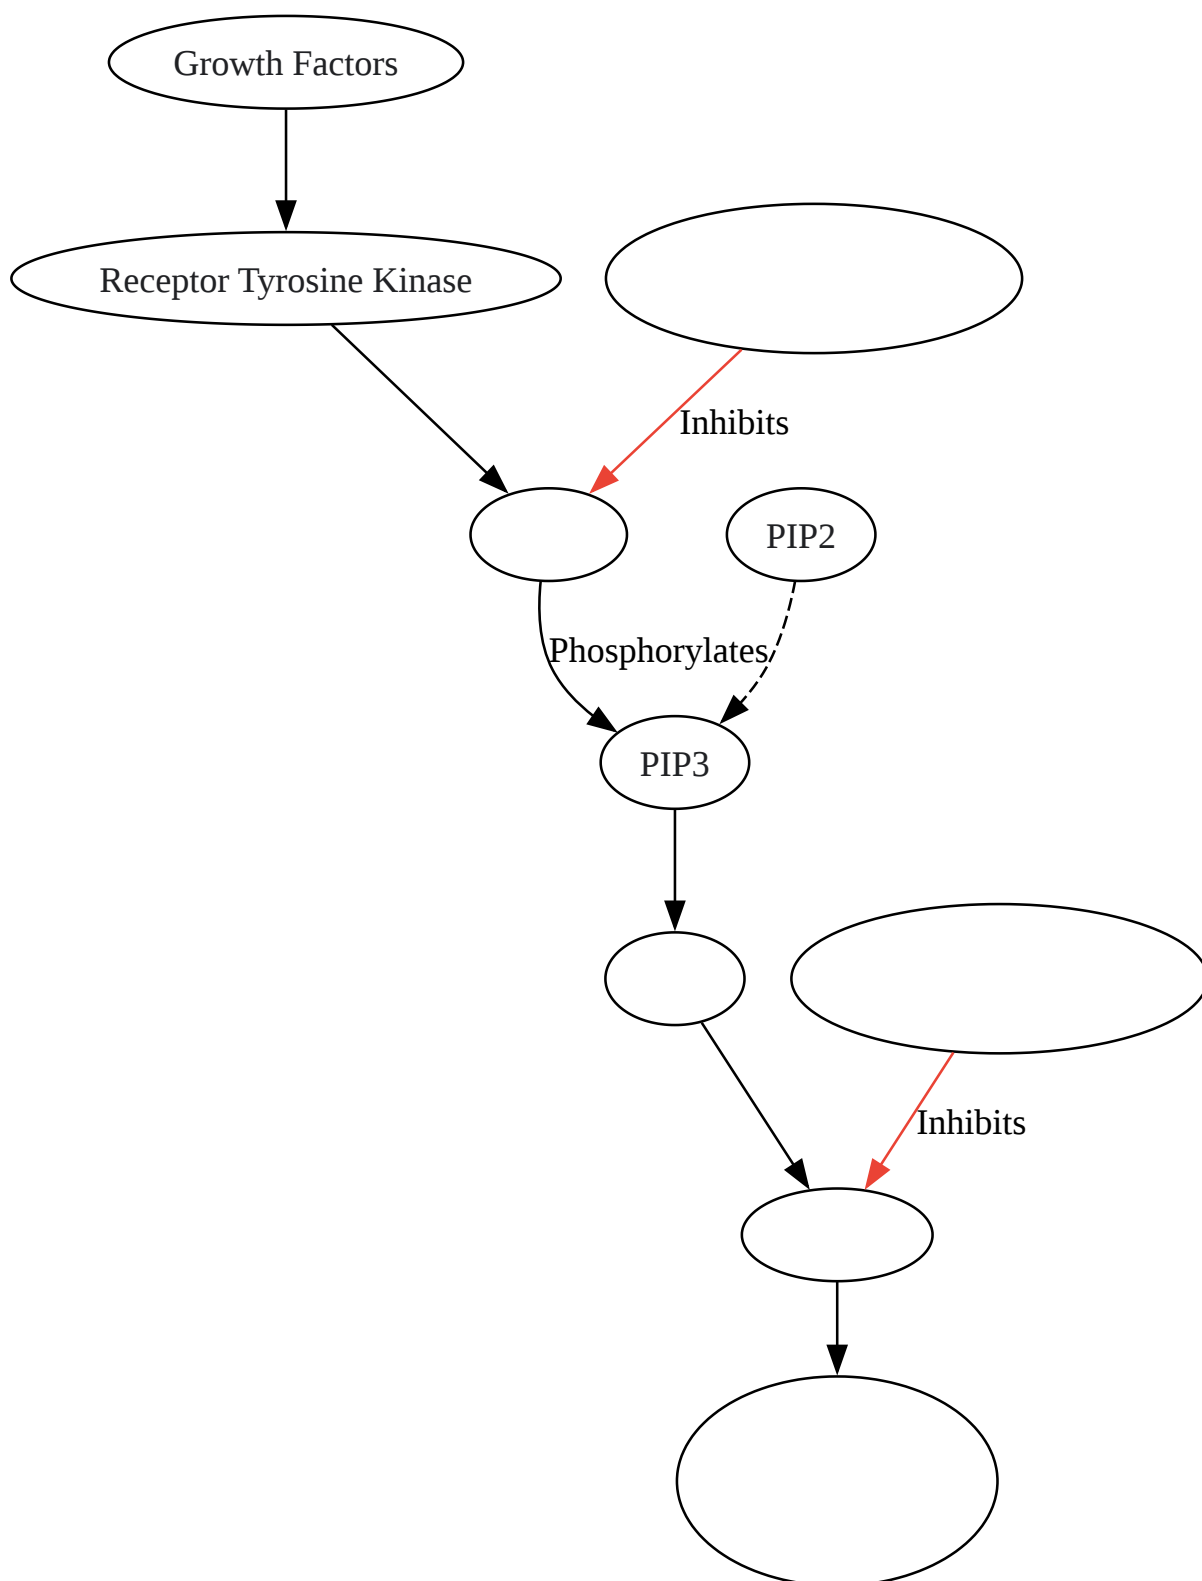 Growth Factors
Receptor Tyrosine Kinase
Inhibits
PIP2
Phosphorylates
PIP3
Inhibits